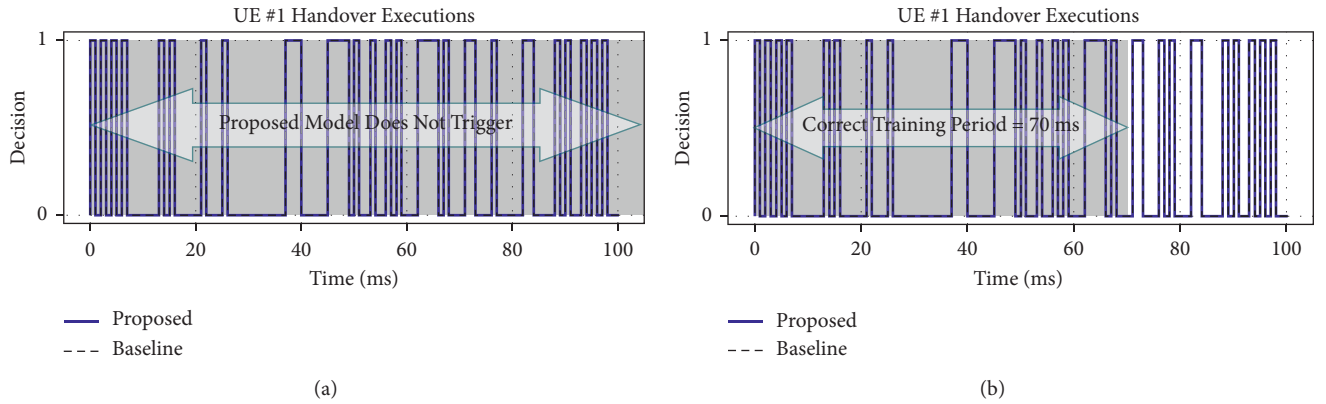 UE #1 Handover Executions
1
Decision
Proposed Model Does Not Trigger
0
0 20 40 60 80 100
Time (ms)
Proposed
Baseline
(a)
UE #1 Handover Executions
1
Decision
Correct Training Period = 70 ms
0
0 20 40 60 80 100
Time (ms)
Proposed
Baseline
(b)